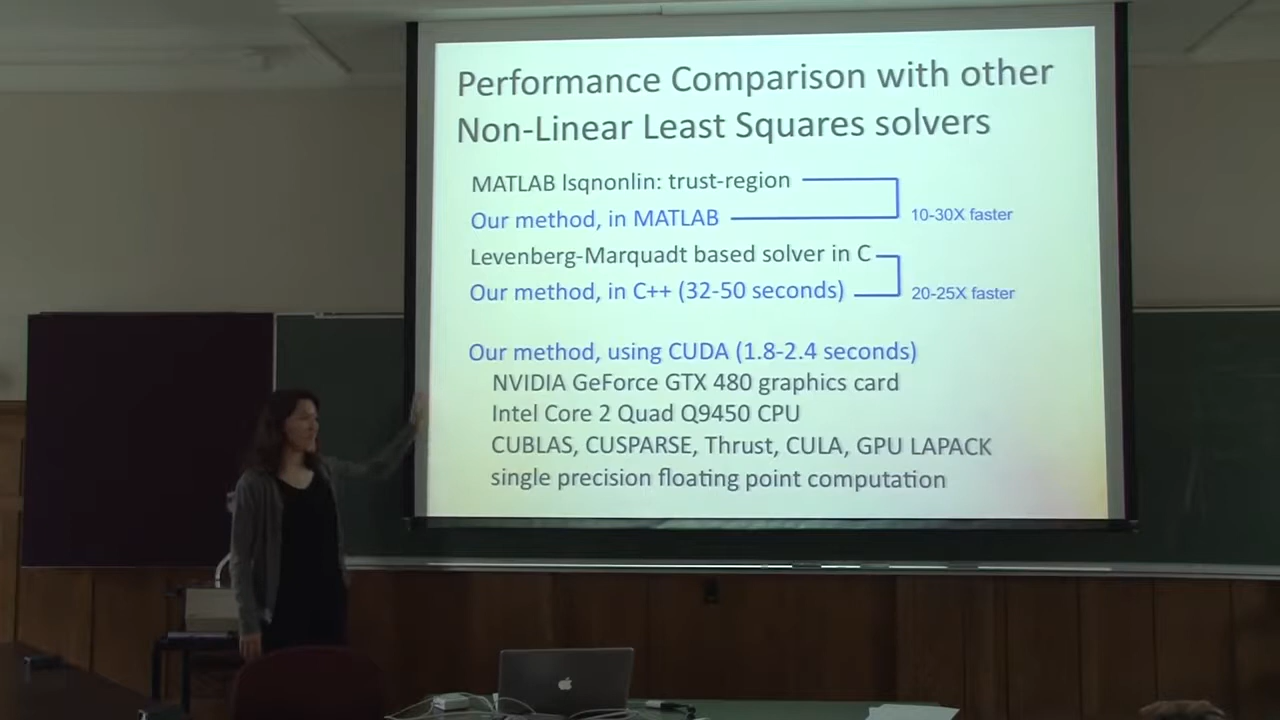 Performance Comparison with other
Non-Linear Least Squares solvers
MATLAB lsqnonlin: trust-region
Our method, in MATLAB
10-30X faster
Levenberg-Marquadt based solver in C
Our method, in C++ (32-50 seconds)
20-25X faster
Our method, using CUDA (1.8-2.4 seconds)
NVIDIA GeForce GTX 480 graphics card
Intel Core 2 Quad Q9450 CPU
CUBLAS, CUSPARSE, Thrust, CULA, GPU LAPACK
single precision floating point computation